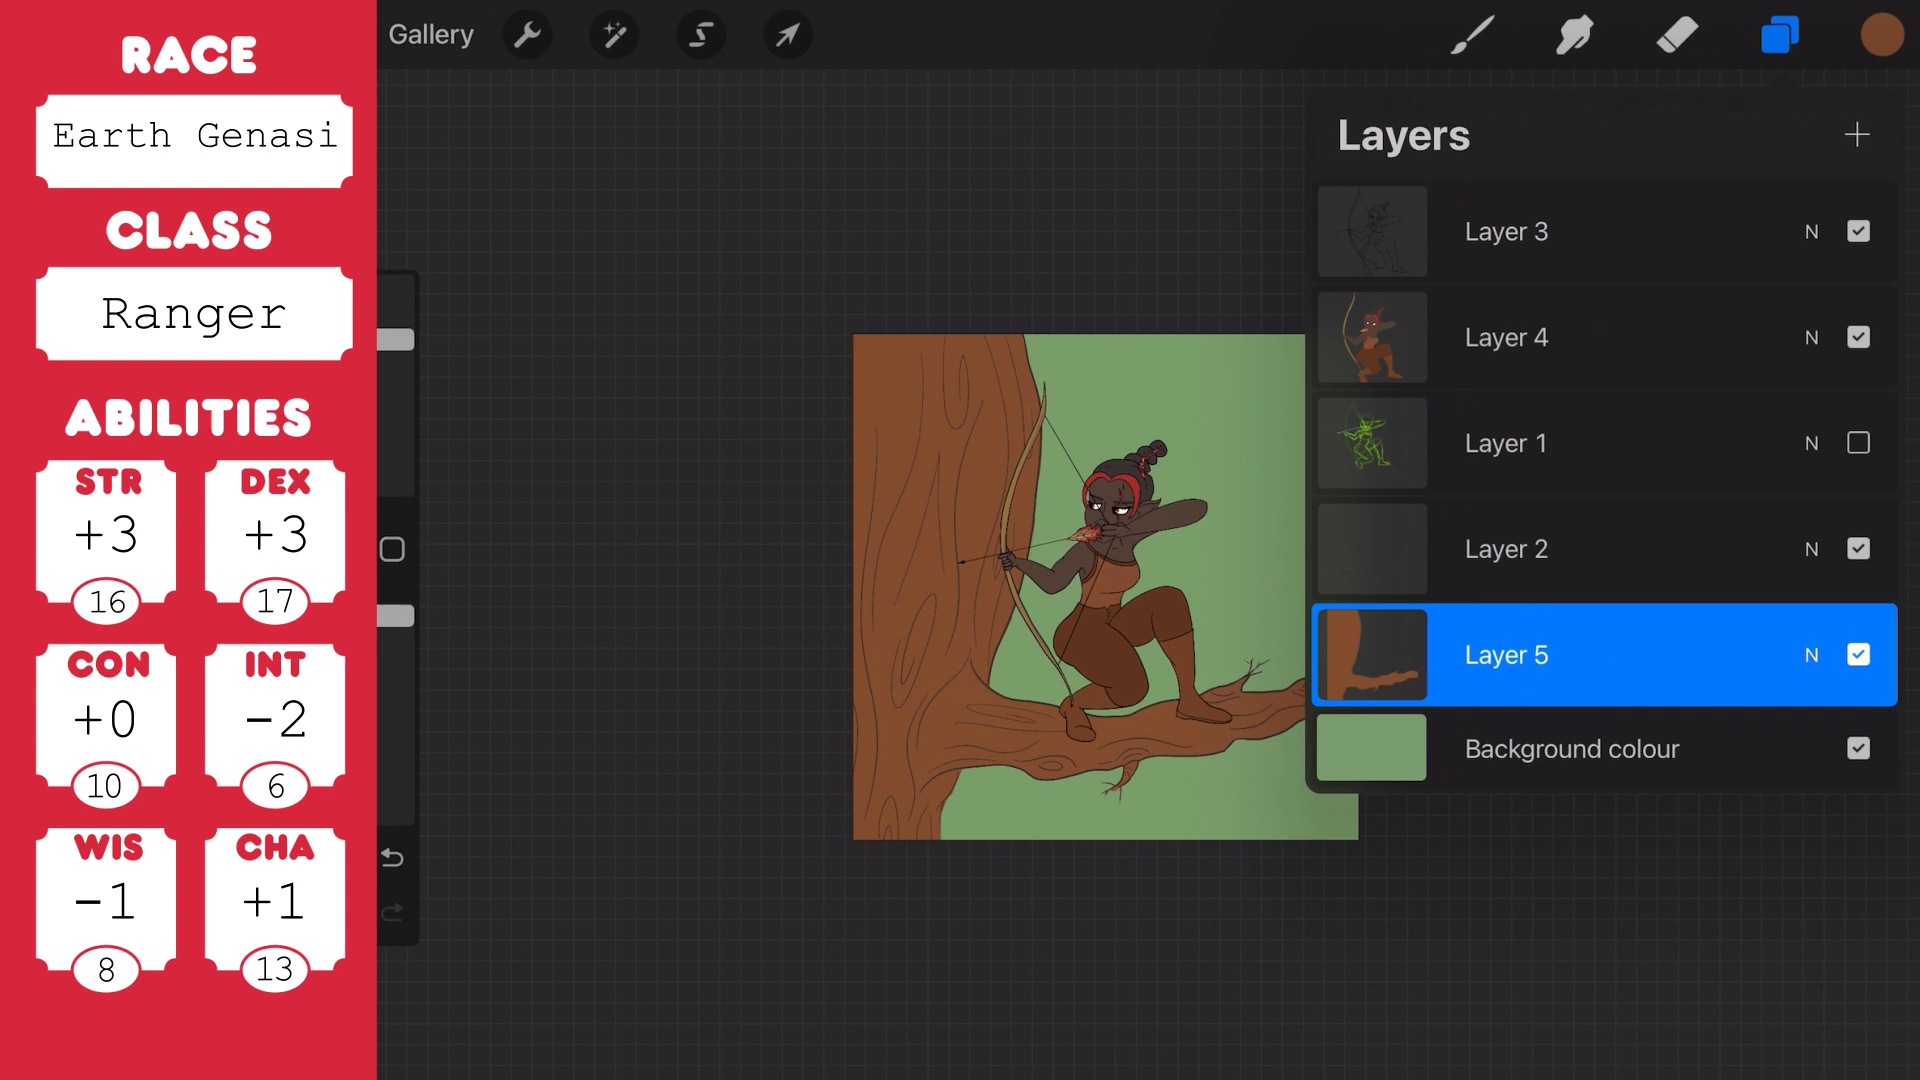 RACE
Earth Genasi
CLASS
Ranger
ABILITIES
STR
+3
16
DEX
+3
17
CON
+0
10
INT
-2
6
WIS
-1
8
CHA
+1
13
Gallery
Layers
Layer 3 N
Layer 4 N
Layer 1 N
Layer 2 N
Layer 5 N
Background colour